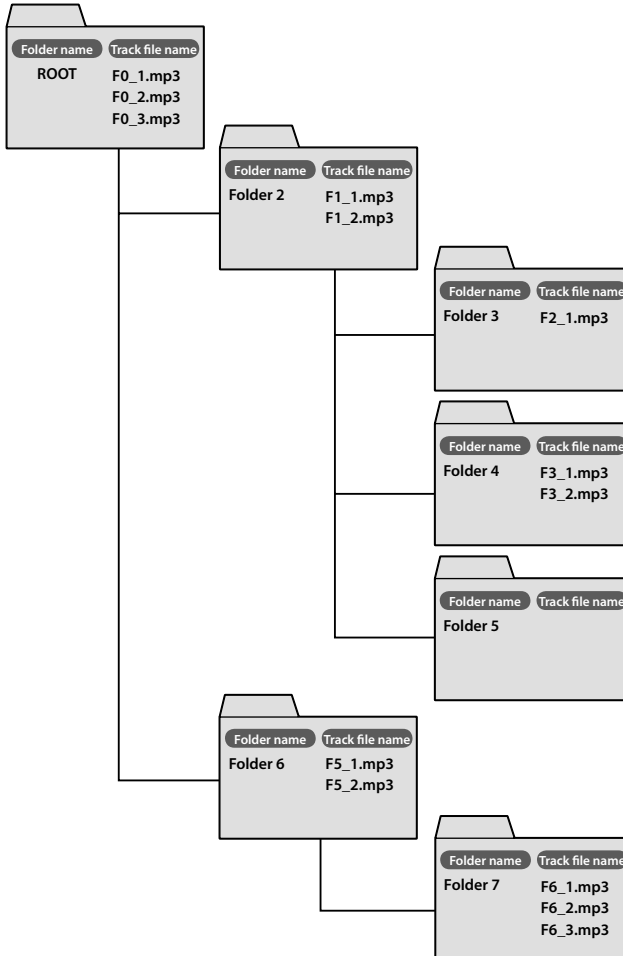 Folder name Track file name
ROOT F0_1.mp3
F0_2.mp3
F0_3.mp3
Folder name Track file name
Folder 2 F1_1.mp3
F1_2.mp3
Folder name Track file name
Folder 3 F2_1.mp3
Folder name Track file name
Folder 4 F3_1.mp3
F3_2.mp3
Folder name Track file name
Folder 5
Folder name Track file name
Folder 6 F5_1.mp3
F5_2.mp3
Folder name Track file name
Folder 7 F6_1.mp3
F6_2.mp3
F6_3.mp3